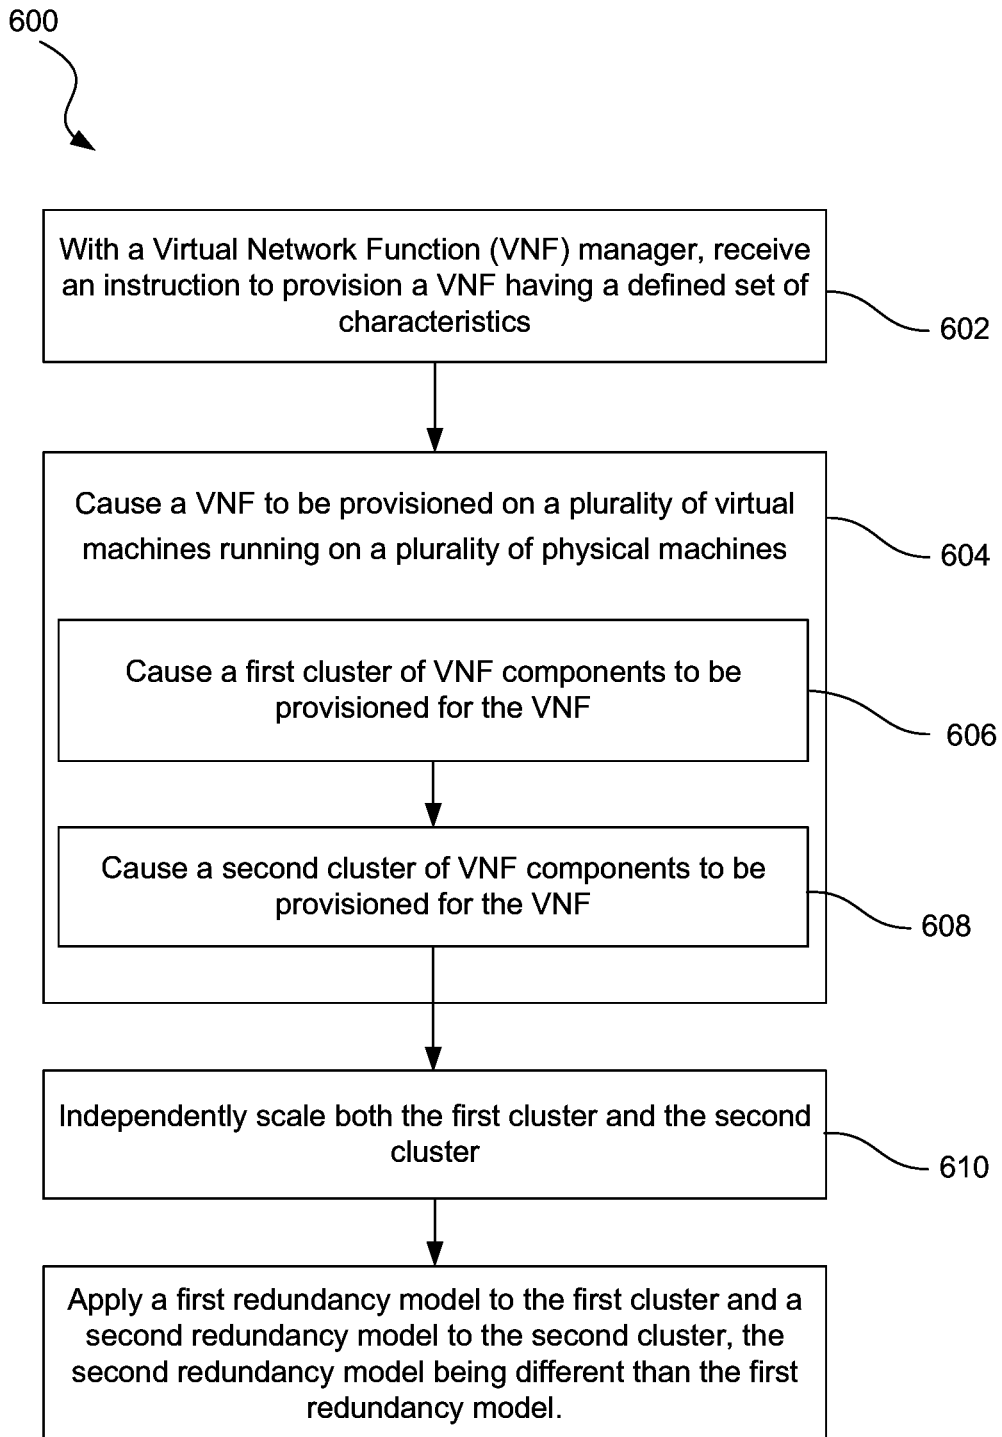 600
With a Virtual Network Function (VNF) manager, receive
an instruction to provision a VNF having a defined set of
characteristics
602
Cause a VNF to be provisioned on a plurality of virtual
machines running on a plurality of physical machines
604
Cause a first cluster of VNF components to be
provisioned for the VNF
606
Cause a second cluster of VNF components to be
provisioned for the VNF
608
Independently scale both the first cluster and the second
cluster
610
Apply a first redundancy model to the first cluster and a
second redundancy model to the second cluster, the
second redundancy model being different than the first
redundancy model.